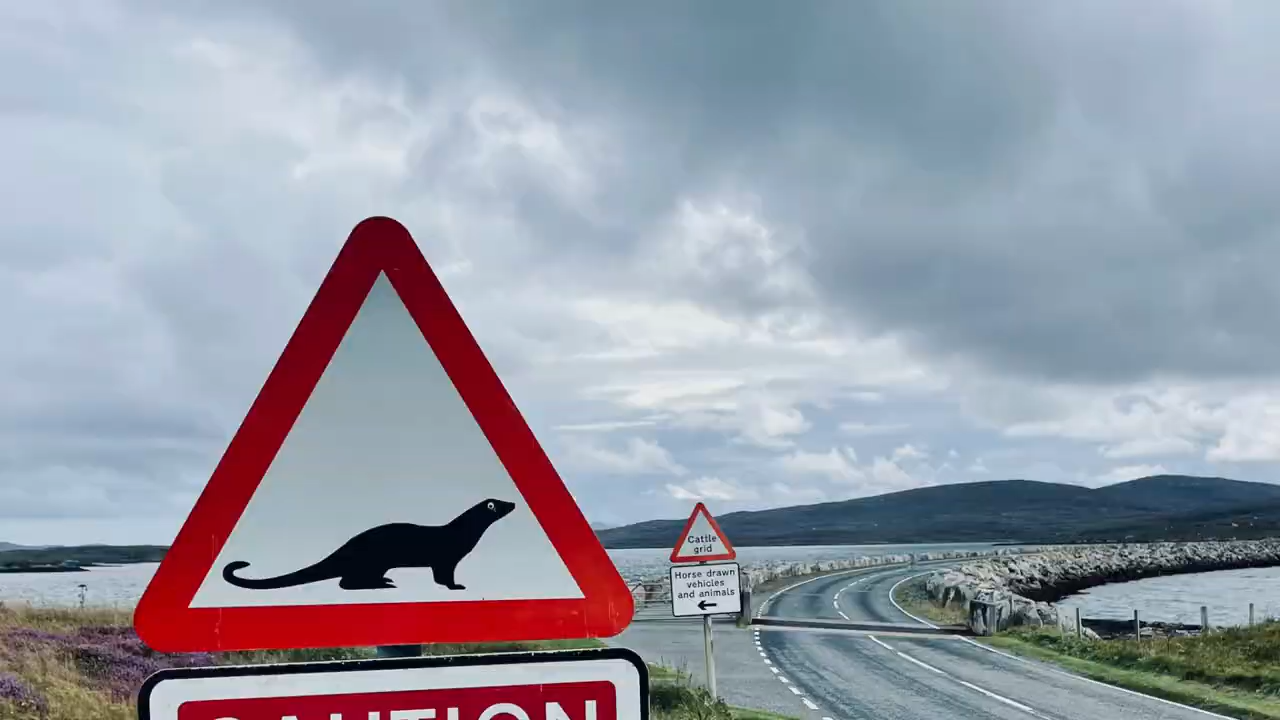 CAUTION
Cattle
grid
Horse drawn
vehicles
and animals